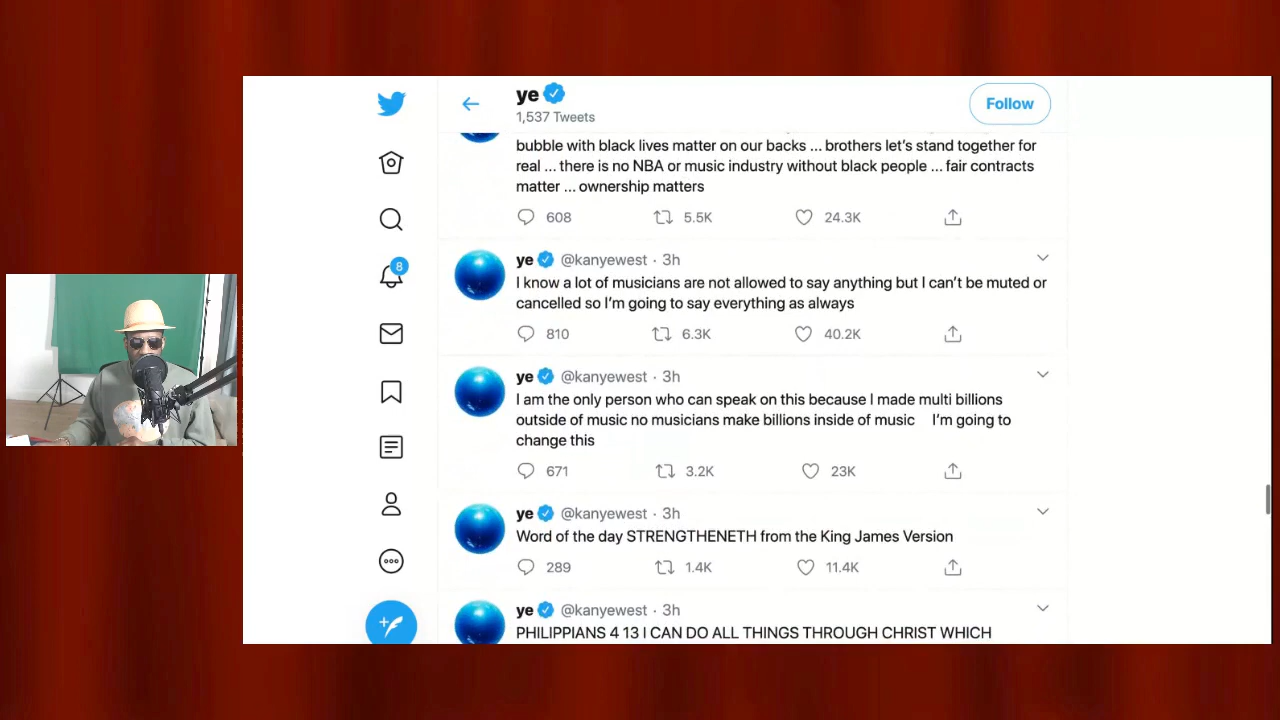 ye
1,537 Tweets
Follow
bubble with black lives matter on our backs ... brothers let's stand together for
real ... there is no NBA or music industry without black people ... fair contracts
matter ... ownership matters
608 5.5K 24.3K
8
ye @kanyewest · 3h
I know a lot of musicians are not allowed to say anything but I can't be muted or
cancelled so I'm going to say everything as always
810 6.3K 40.2K
ye @kanyewest · 3h
I am the only person who can speak on this because I made multi billions
outside of music no musicians make billions inside of music I'm going to
change this
671 3.2K 23K
ye @kanyewest · 3h
Word of the day STRENGTHENETH from the King James Version
289 1.4K 11.4K
ye @kanyewest · 3h
PHILIPPIANS 4 13 I CAN DO ALL THINGS THROUGH CHRIST WHICH